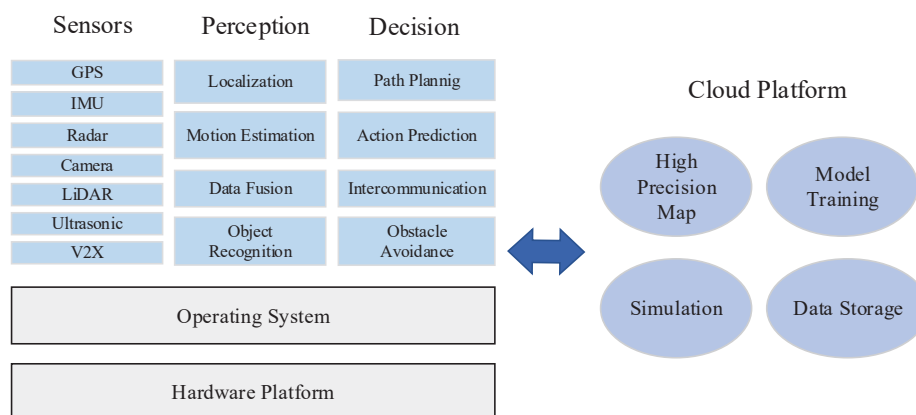 Sensors
GPS
IMU
Radar
Camera
LiDAR
Ultrasonic
V2X
Perception
Localization
Motion Estimation
Data Fusion
Object
Recognition
Decision
Path Plannig
Action Prediction
Intercommunication
Obstacle
Avoidance
Operating System
Hardware Platform
Cloud Platform
High
Precision
Map
Model
Training
Simulation
Data Storage